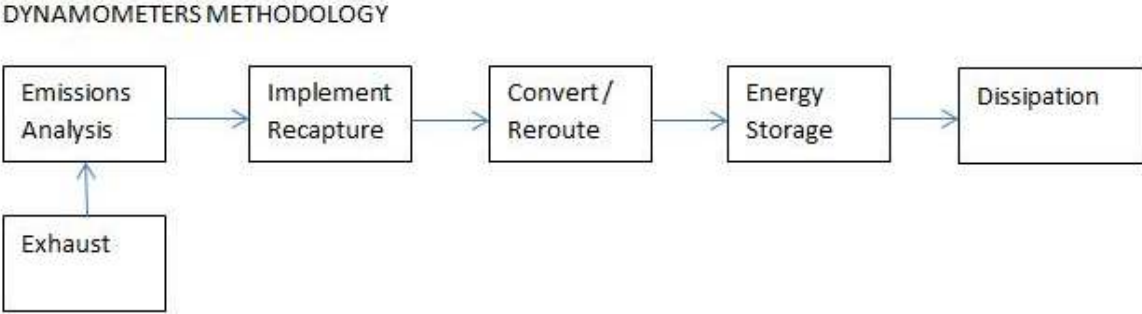 DYNAMOMETERS METHODOLOGY
Emissions
Analysis
Implement
Recapture
Convert/
Reroute
Energy
Storage
Dissipation
Exhaust